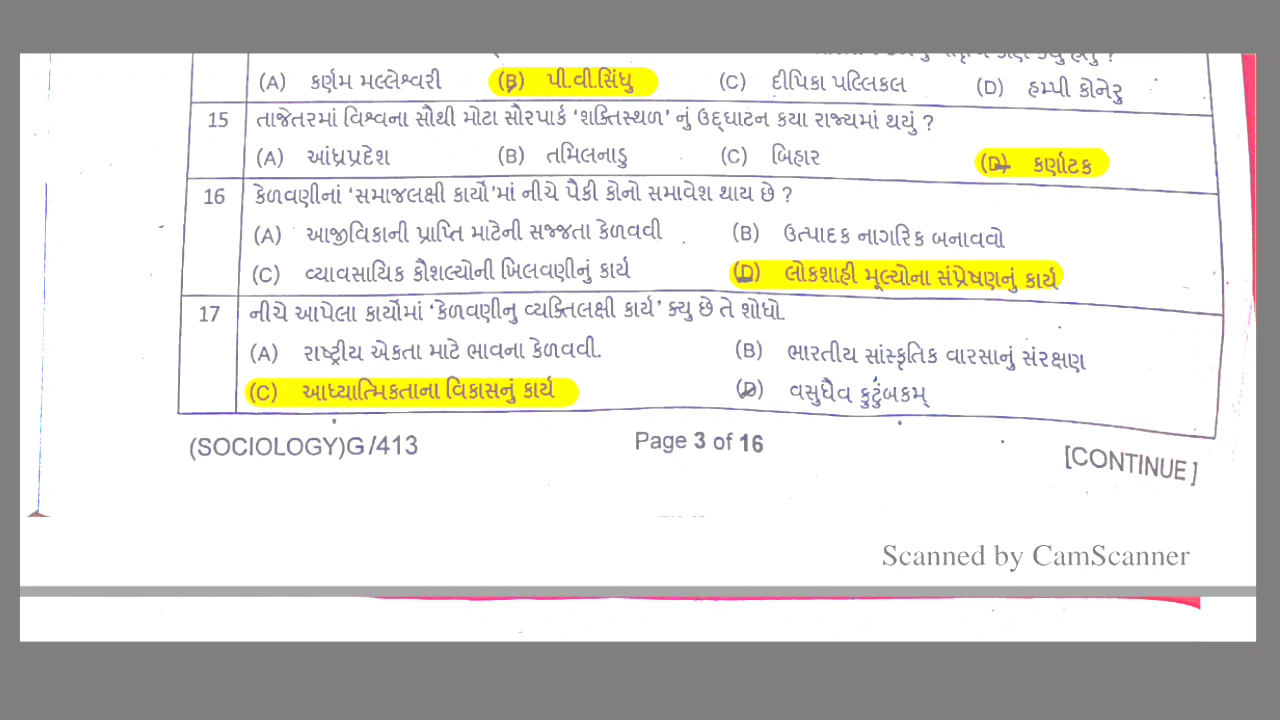 (A) કર્ણમ મલ્લેશ્વરી (B) પી.વી.સિંધુ (C) દીપિકા પલ્લિકલ (D) હમ્પી કોનેરુ
15 તાજેતરમાં વિશ્વના સૌથી મોટા સૌરપાર્ક ‘શક્તિસ્થળ’ નું ઉદ્ઘાટન કયા રાજ્યમાં થયું ?
(A) આંધ્રપ્રદેશ (B) તમિલનાડુ (C) બિહાર (D) કર્ણાટક
16 કેળવણીનાં ‘સમાજલક્ષી કાર્યો’માં નીચે પૈકી કોનો સમાવેશ થાય છે ?
(A) આજીવિકાની પ્રાપ્તિ માટેની સજ્જતા કેળવવી (B) ઉત્પાદક નાગરિક બનાવવો
(C) વ્યાવસાયિક કૌશલ્યોની ખિલવણીનું કાર્ય (D) લોકશાહી મૂલ્યોના સંપ્રેષણનું કાર્ય
17 નીચે આપેલા કાર્યોમાં ‘કેળવણીનુ વ્યક્તિલક્ષી કાર્ય’ ક્યુ છે તે શોધો.
(A) રાષ્ટ્રીય એકતા માટે ભાવના કેળવવી. (B) ભારતીય સાંસ્કૃતિક વારસાનું સંરક્ષણ
(C) આધ્યાત્મિકતાના વિકાસનું કાર્ય (D) વસુધૈવ કુટુંબકમ્
(SOCIOLOGY)G/413 Page 3 of 16 [CONTINUE]
Scanned by CamScanner